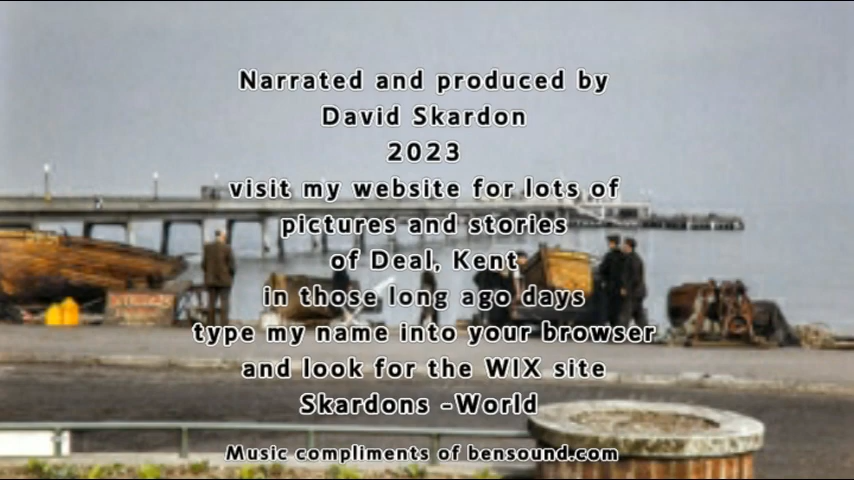 Narrated and produced by
David Skardon
2023
visit my website for lots of
pictures and stories
of Deal, Kent
in those long ago days
type my name into your browser
and look for the WIX site
Skardons -World
Music compliments of bensound.com